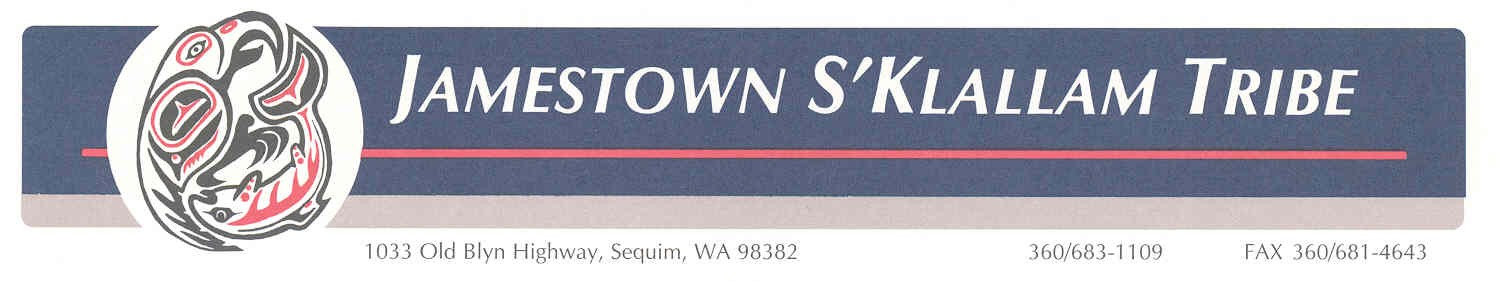 JAMESTOWN S'KLALLAM TRIBE
1033 Old Blyn Highway, Sequim, WA 98382 360/683-1109 FAX 360/681-4643